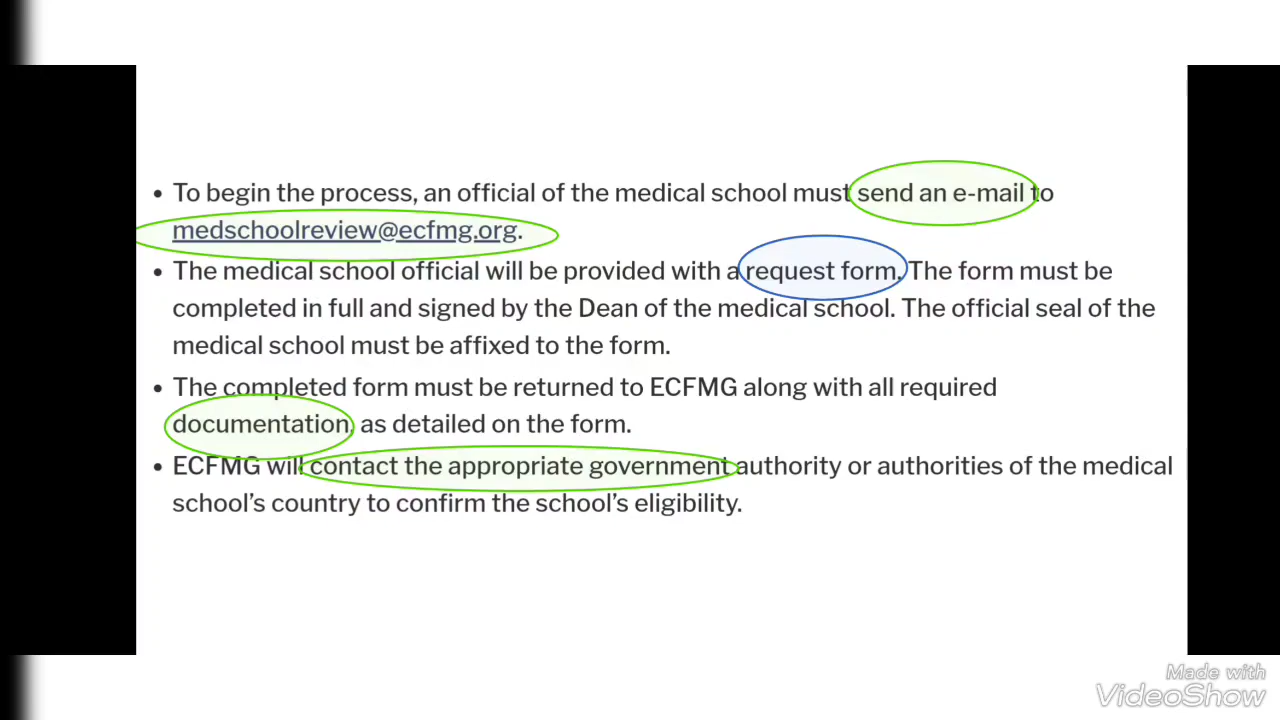 • To begin the process, an official of the medical school must send an e-mail to
medschoolreview@ecfmg.org.
• The medical school official will be provided with a request form. The form must be
completed in full and signed by the Dean of the medical school. The official seal of the
medical school must be affixed to the form.
• The completed form must be returned to ECFMG along with all required
documentation, as detailed on the form.
• ECFMG will contact the appropriate government authority or authorities of the medical
school’s country to confirm the school’s eligibility.
Made with
VideoShow